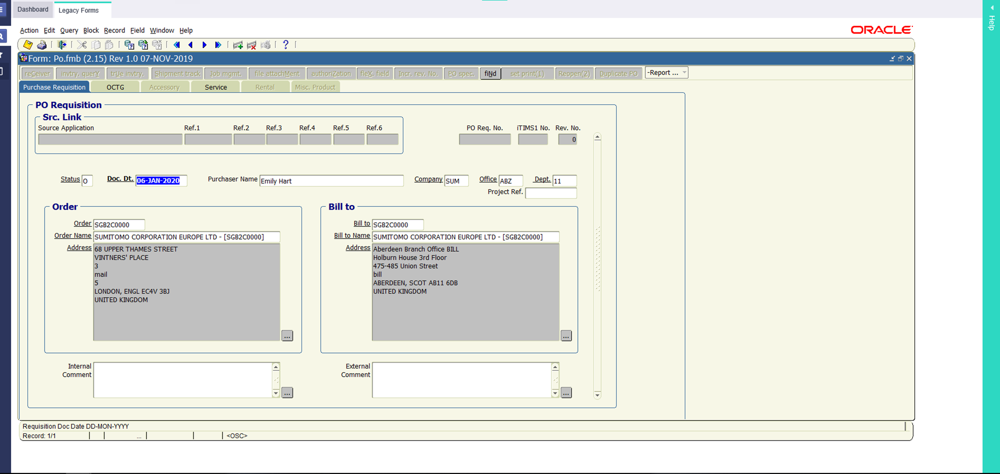 Dashboard Legacy Forms
Help
Action Edit Query Block Record Field Window Help
ORACLE
Form: Po.fmb (2.15) Rev 1.0 07-NOV-2019
reCeiver invtry. querY trUe invtry. Shipment track Job mgmt. file attachMent authoriZation fleX. field Incr. rev. No. PO spec. fiNd set print(1) Reopen(2) Duplicate PO -Report ...
Purchase Requisition OCTG Accessory Service Rental Misc. Product
PO Requisition
Src. Link
Source Application Ref.1 Ref.2 Ref.3 Ref.4 Ref.5 Ref.6 PO Req. No. iTIMS1 No. Rev. No.
0
Status O Doc. Dt. 06-JAN-2020 Purchaser Name Emily Hart Company SUM Office ABZ Dept. 11
Project Ref.
Order
Order SGB2C0000
Order Name SUMITOMO CORPORATION EUROPE LTD - [SGB2C0000]
Address 68 UPPER THAMES STREET
VINTNERS' PLACE
3
mail
5
LONDON, ENGL EC4V 3BJ
UNITED KINGDOM
...
Bill to
Bill to SGB2C0000
Bill to Name SUMITOMO CORPORATION EUROPE LTD - [SGB2C0000]
Address Aberdeen Branch Office BILL
Holburn House 3rd Floor
475-485 Union Street
bill
ABERDEEN, SCOT AB11 6DB
UNITED KINGDOM
...
Internal
Comment
...
External
Comment
...
Requisition Doc Date DD-MON-YYYY
Record: 1/1 ... <OSC>